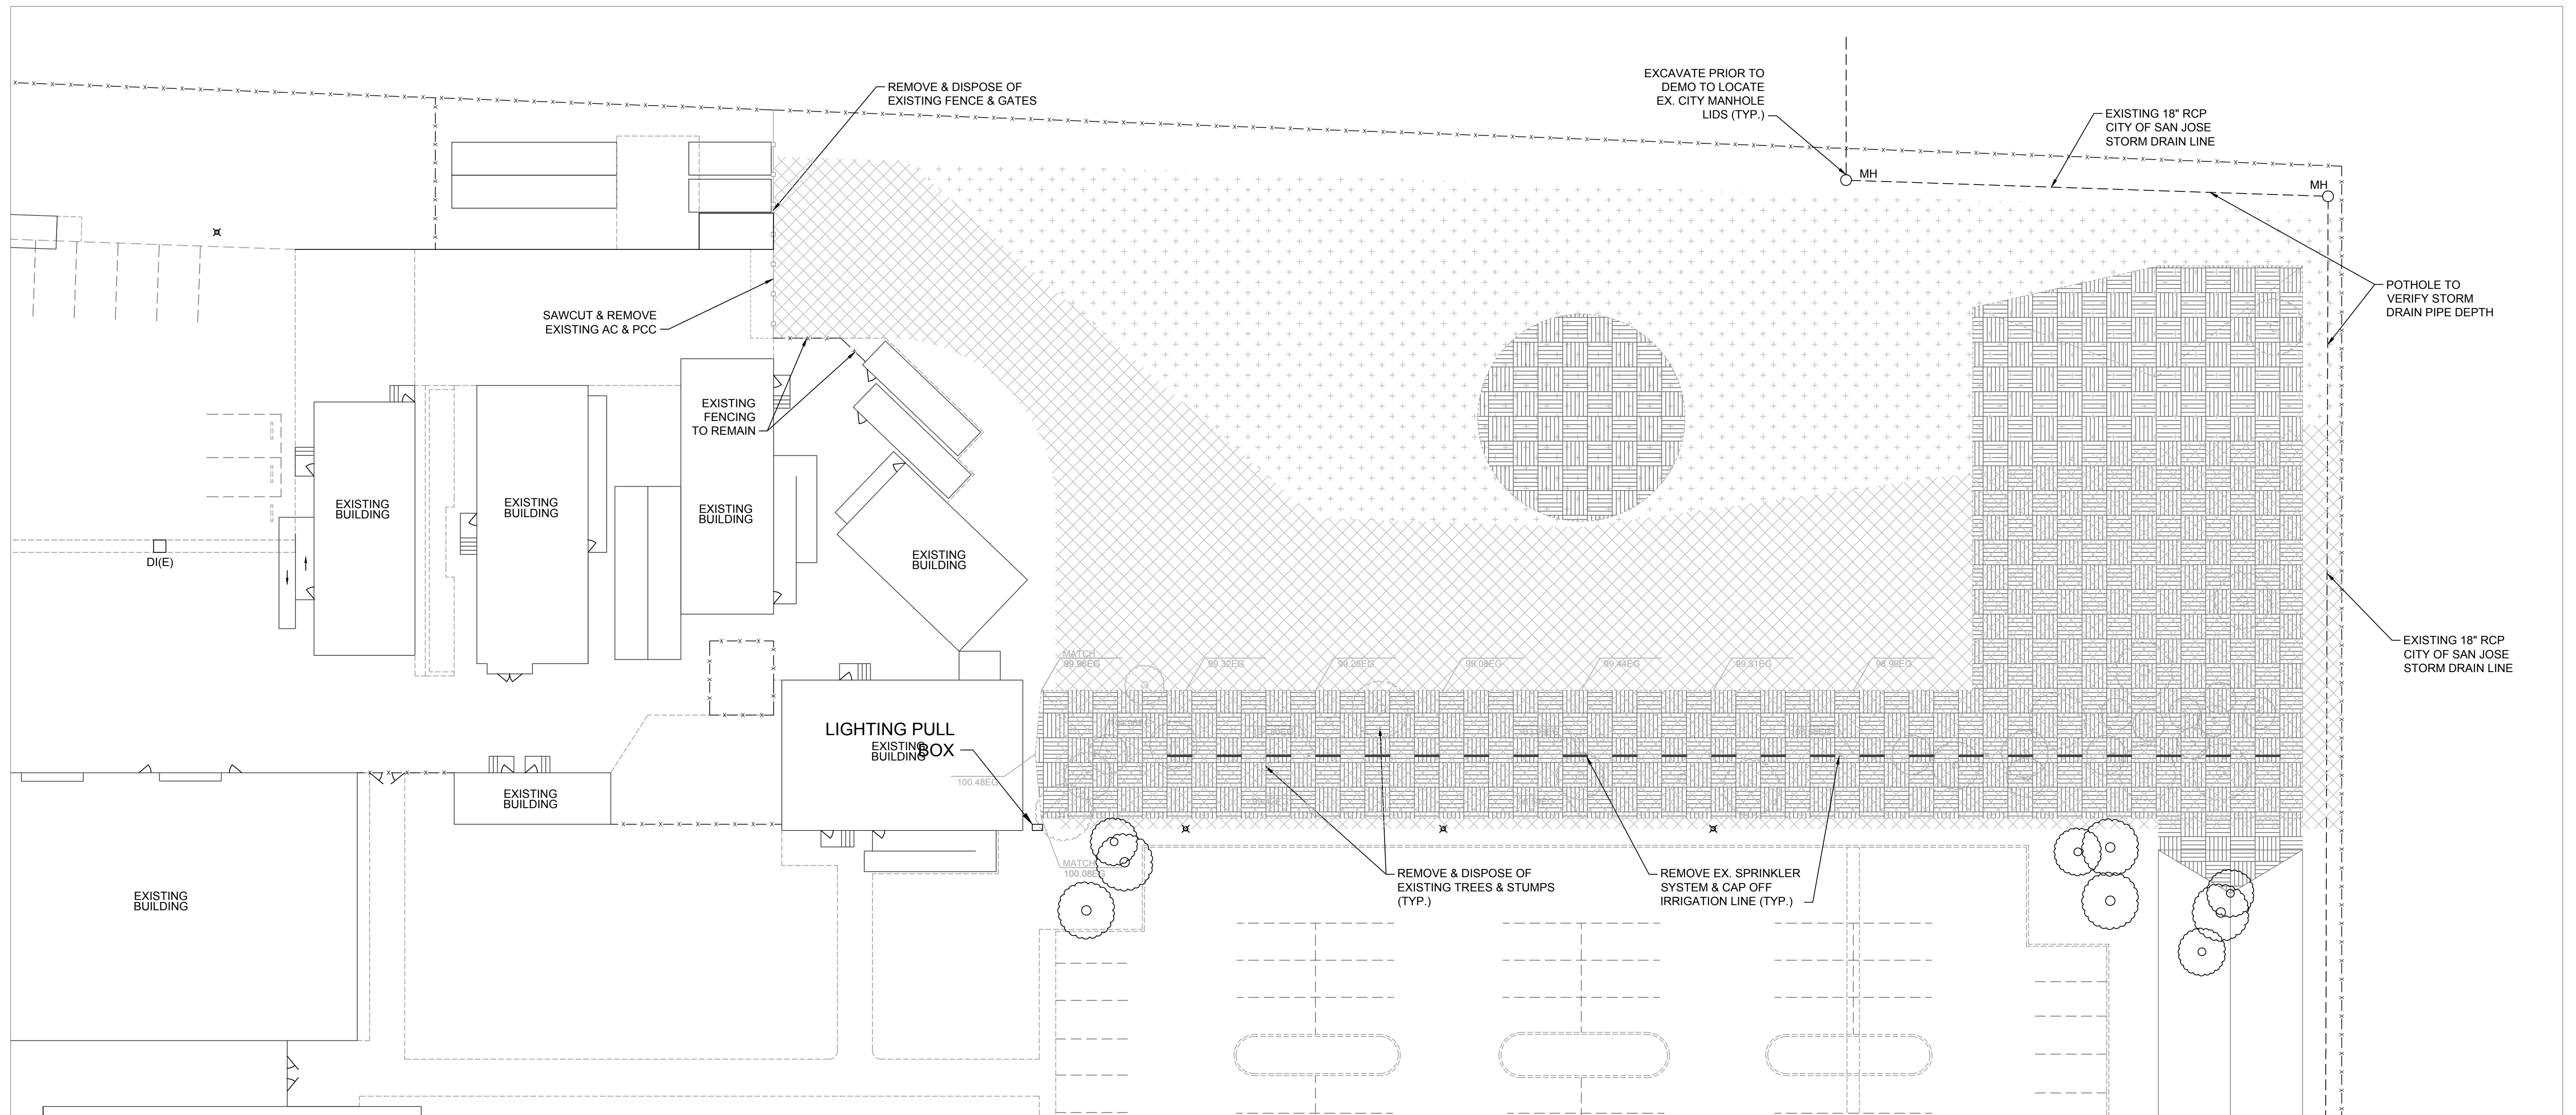 REMOVE & DISPOSE OF
EXISTING FENCE & GATES
EXCAVATE PRIOR TO
DEMO TO LOCATE
EX. CITY MANHOLE
LIDS (TYP.)
EXISTING 18" RCP
CITY OF SAN JOSE
STORM DRAIN LINE
MH
MH
POTHOLE TO
VERIFY STORM
DRAIN PIPE DEPTH
SAWCUT & REMOVE
EXISTING AC & PCC
EXISTING
FENCING
TO REMAIN
EXISTING
BUILDING
EXISTING
BUILDING
EXISTING
BUILDING
EXISTING
BUILDING
DI(E)
EXISTING 18" RCP
CITY OF SAN JOSE
STORM DRAIN LINE
MATCH
99.96EG
99.32EG
99.25EG
99.08EG
99.44EG
99.31EG
98.99EG
LIGHTING PULL
BOX
EXISTING
BUILDING
100.48EG
EXISTING
BUILDING
MATCH
100.08EG
REMOVE & DISPOSE OF
EXISTING TREES & STUMPS
(TYP.)
REMOVE EX. SPRINKLER
SYSTEM & CAP OFF
IRRIGATION LINE (TYP.)
EXISTING
BUILDING